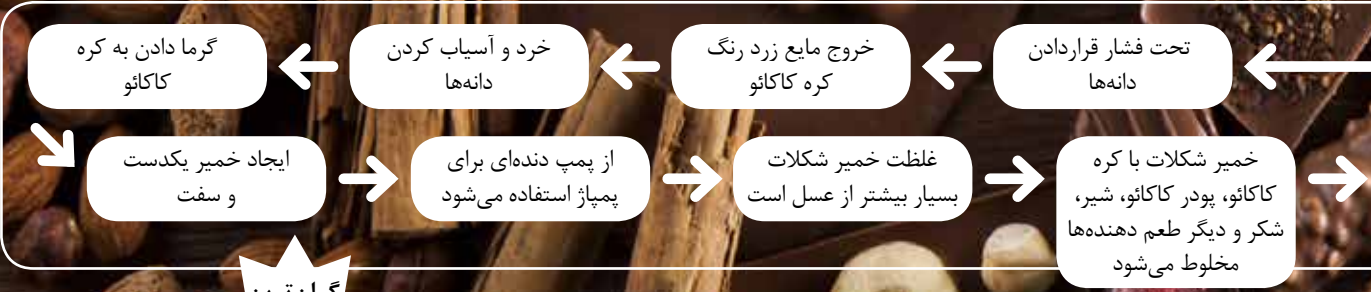 تحت فشار قراردادن
دانه‌ها
خروج مایع زرد رنگ
کره کاکائو
خرد و آسیاب کردن
دانه‌ها
گرما دادن به کره
کاکائو
ایجاد خمیر یکدست
و سفت
از پمپ دنده‌ای برای
پمپاژ استفاده می‌شود
غلظت خمیر شکلات
بسیار بیشتر از عسل است
خمیر شکلات با کره
کاکائو، پودر کاکائو، شیر،
شکر و دیگر طعم دهنده‌ها
مخلوط می‌شود